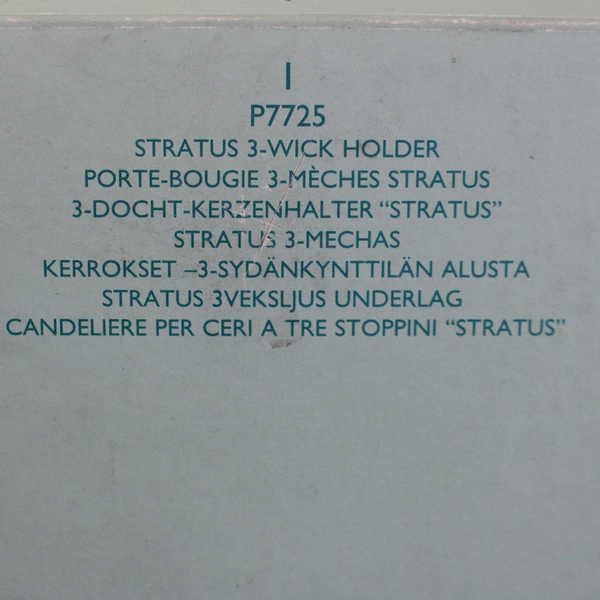 1
P7725
STRATUS 3-WICK HOLDER
PORTE-BOUGIE 3-MÈCHES STRATUS
3-DOCHT-KERZENHALTER “STRATUS”
STRATUS 3-MECHAS
KERROKSET –3-SYDÄNKYNTTILÄN ALUSTA
STRATUS 3VEKSLJUS UNDERLAG
CANDELIERE PER CERI A TRE STOPPINI “STRATUS”